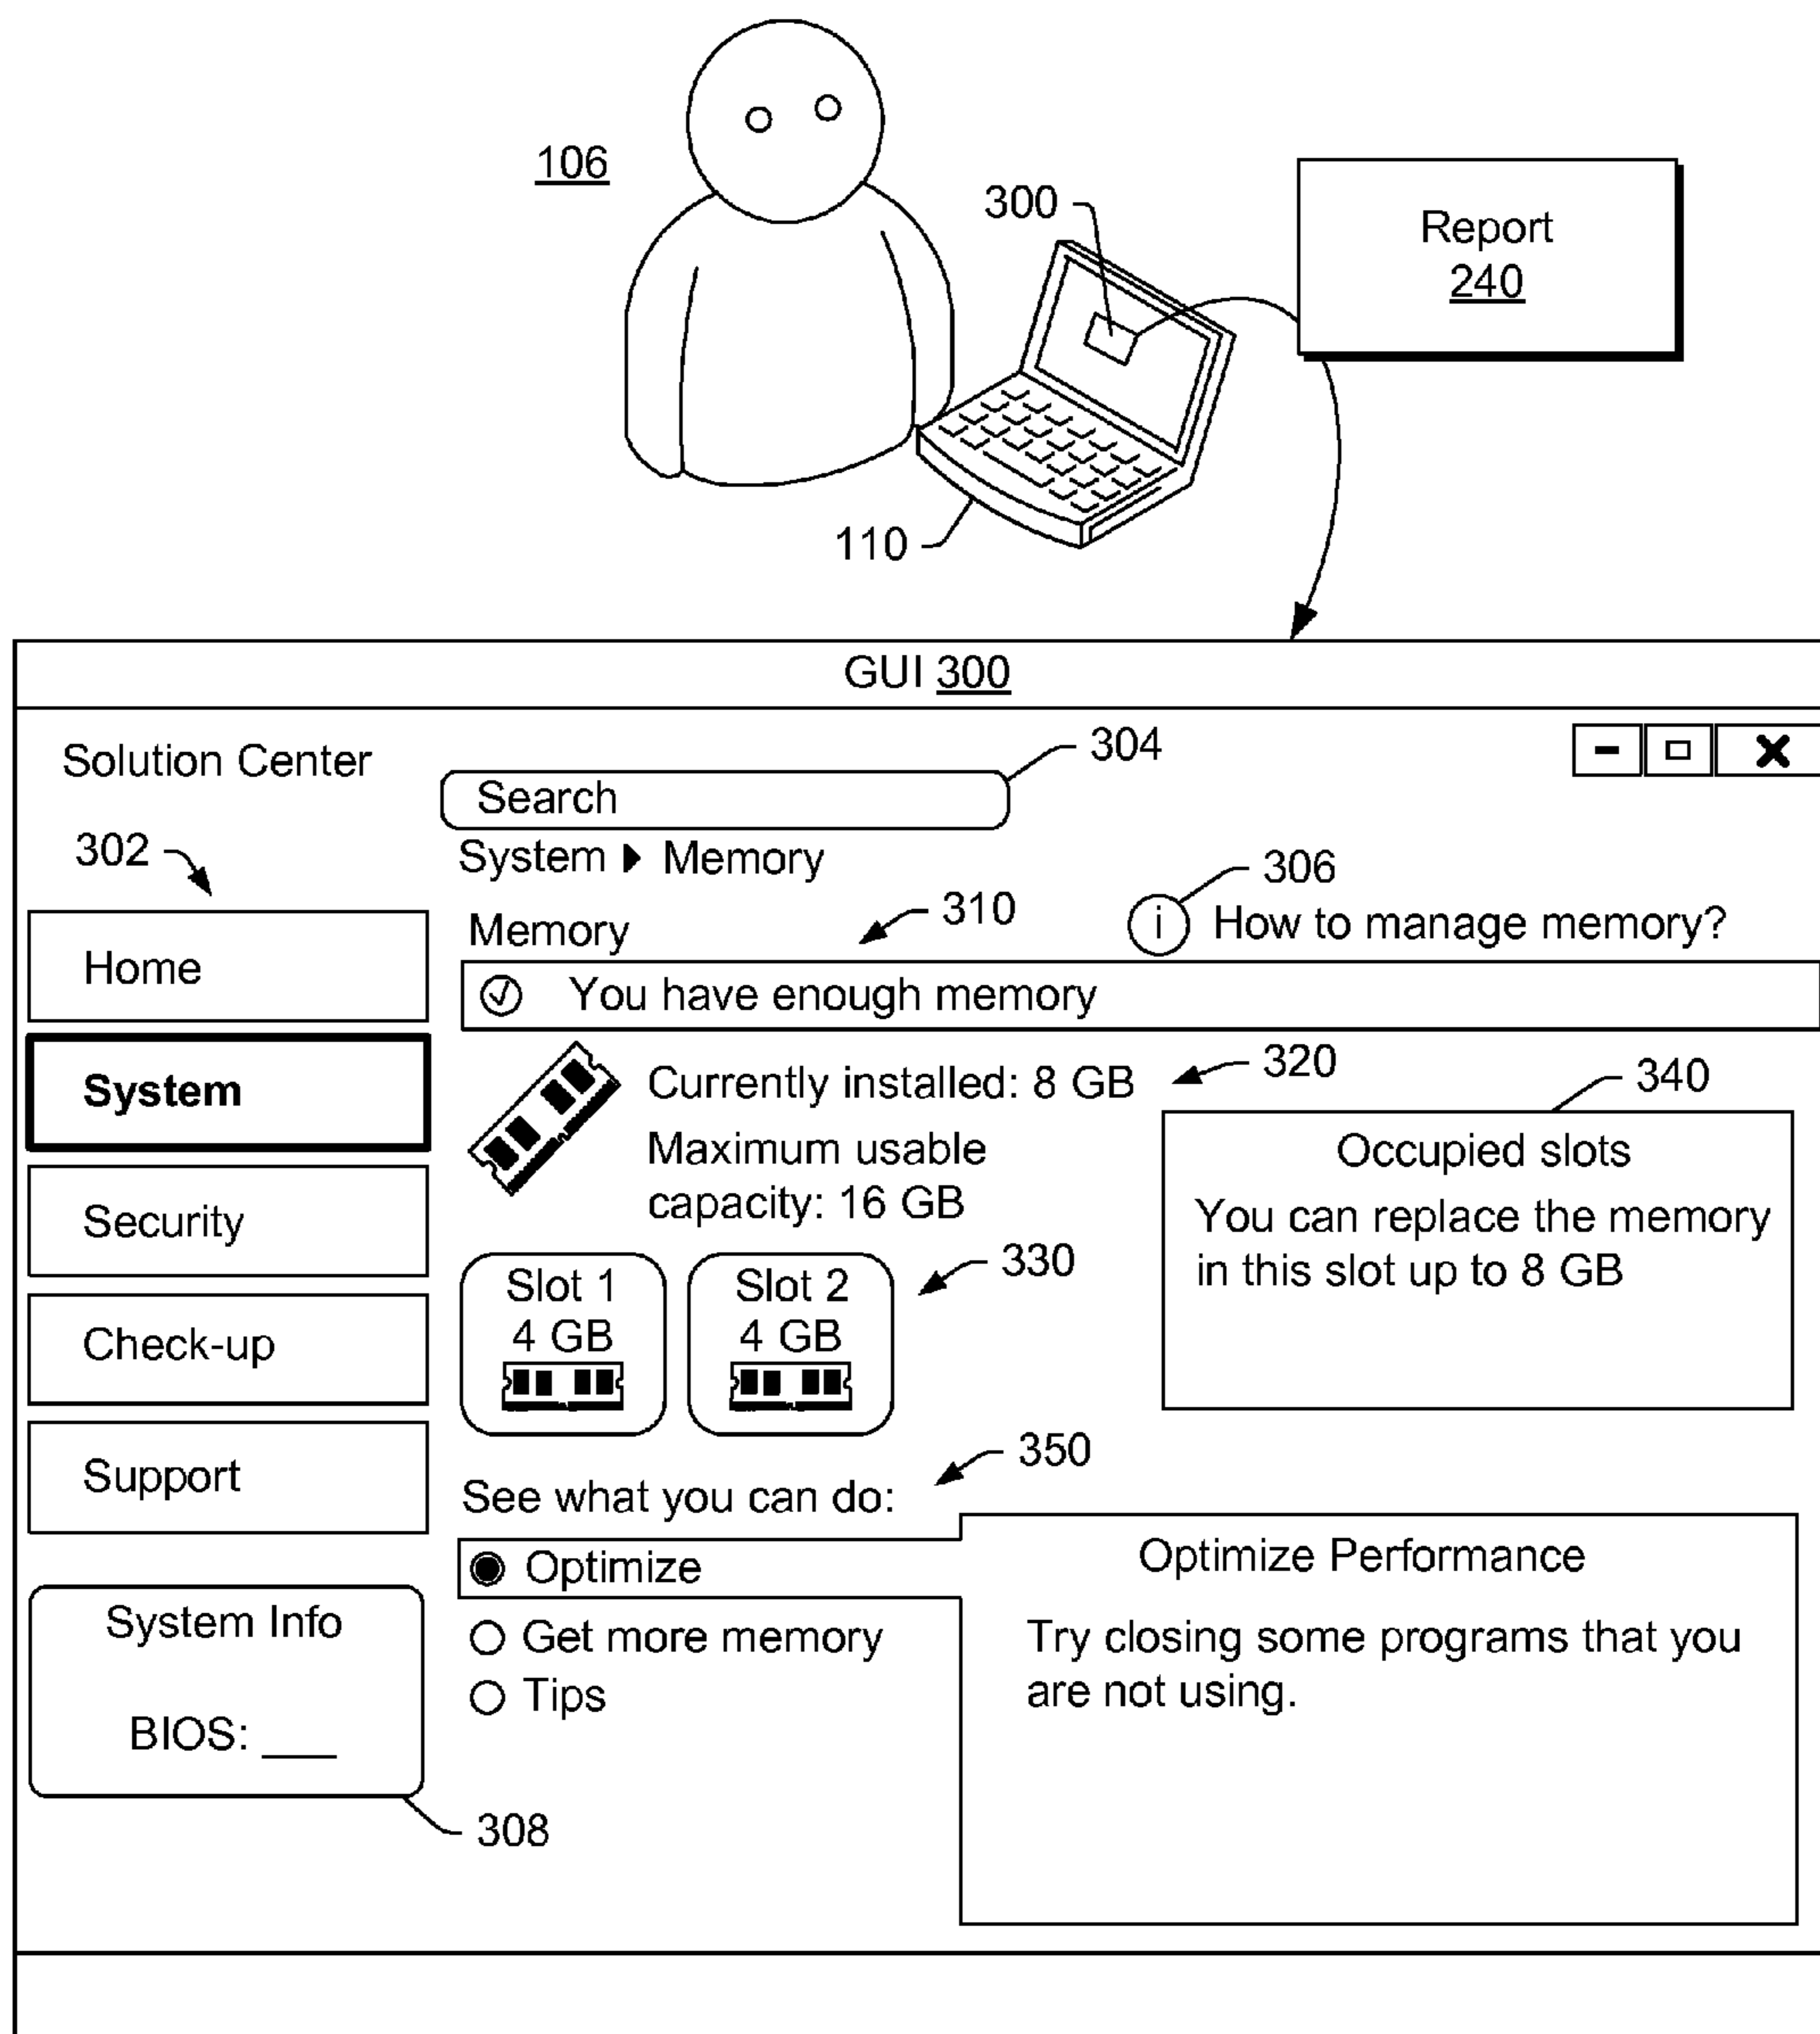 106
300
Report
240
110
GUI 300
Solution Center
304
Search
302
System Memory
306
310
Memory
i How to manage memory?
Home
You have enough memory
320
System
Currently installed: 8 GB
340
Maximum usable
capacity: 16 GB
Occupied slots
You can replace the memory
in this slot up to 8 GB
Security
330
Slot 1
4 GB
Slot 2
4 GB
Check-up
350
Support
See what you can do:
Optimize
Optimize Performance
System Info
Get more memory
Try closing some programs that you
are not using.
Tips
BIOS: ___
308